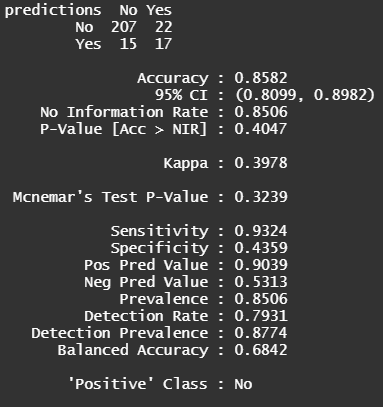 predictions  No Yes
        No  207  22
        Yes  15  17

               Accuracy : 0.8582
                 95% CI : (0.8099, 0.8982)
    No Information Rate : 0.8506
    P-Value [Acc > NIR] : 0.4047

                  Kappa : 0.3978

 Mcnemar's Test P-Value : 0.3239

            Sensitivity : 0.9324
            Specificity : 0.4359
         Pos Pred Value : 0.9039
         Neg Pred Value : 0.5313
             Prevalence : 0.8506
         Detection Rate : 0.7931
   Detection Prevalence : 0.8774
      Balanced Accuracy : 0.6842

       'Positive' Class : No